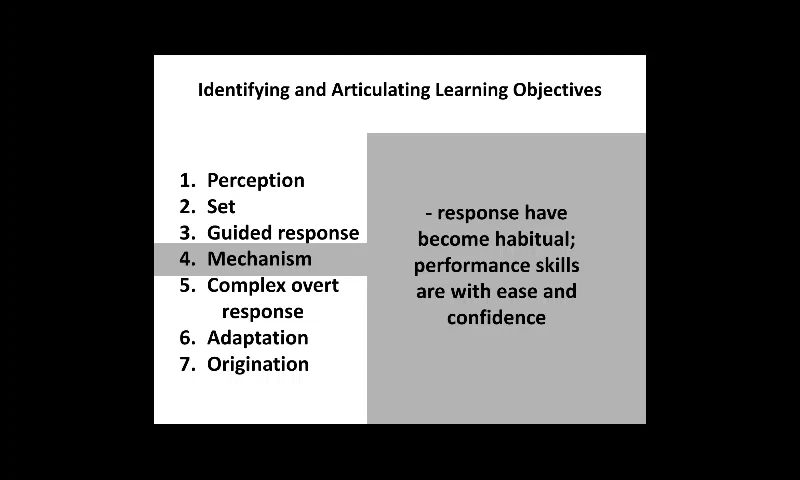 Identifying and Articulating Learning Objectives
1. Perception
2. Set
3. Guided response
4. Mechanism
5. Complex overt
response
6. Adaptation
7. Origination
- response have
become habitual;
performance skills
are with ease and
confidence